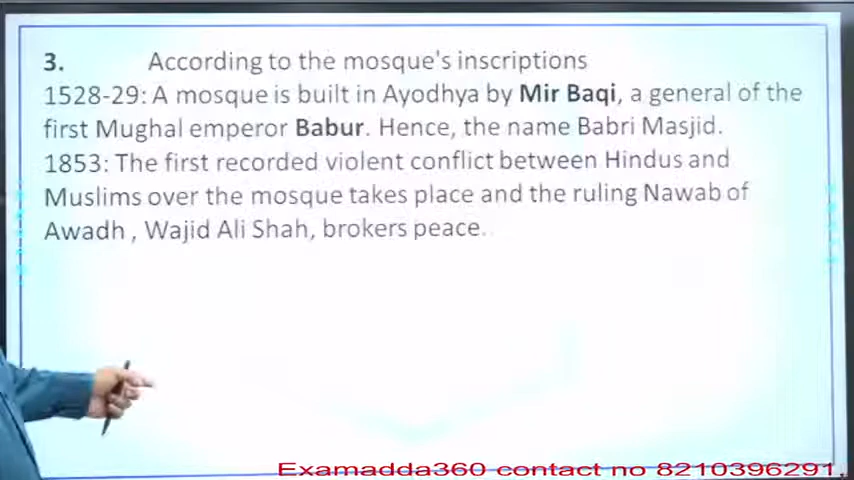 3. According to the mosque's inscriptions
1528-29: A mosque is built in Ayodhya by Mir Baqi, a general of the
first Mughal emperor Babur. Hence, the name Babri Masjid.
1853: The first recorded violent conflict between Hindus and
Muslims over the mosque takes place and the ruling Nawab of
Awadh , Wajid Ali Shah, brokers peace.
Examadda360 contact no 8210396291,